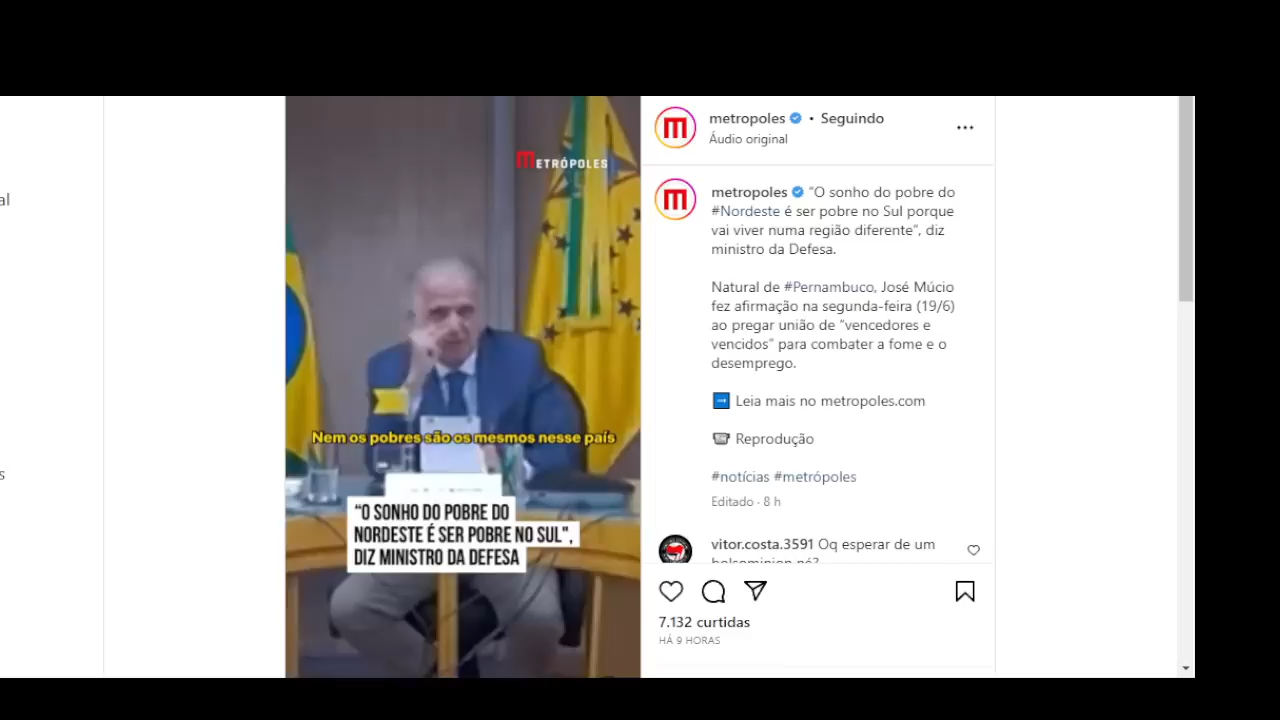 al
s
METRÓPOLES
Nem os pobres são os mesmos nesse país
“O SONHO DO POBRE DO
NORDESTE É SER POBRE NO SUL",
DIZ MINISTRO DA DEFESA
metropoles • Seguindo
Áudio original
metropoles "O sonho do pobre do
#Nordeste é ser pobre no Sul porque
vai viver numa região diferente", diz
ministro da Defesa.
Natural de #Pernambuco, José Múcio
fez afirmação na segunda-feira (19/6)
ao pregar união de "vencedores e
vencidos" para combater a fome e o
desemprego.
Leia mais no metropoles.com
Reprodução
#notícias #metrópoles
Editado · 8 h
vitor.costa.3591 Oq esperar de um
bolsominion né?
7.132 curtidas
HÁ 9 HORAS